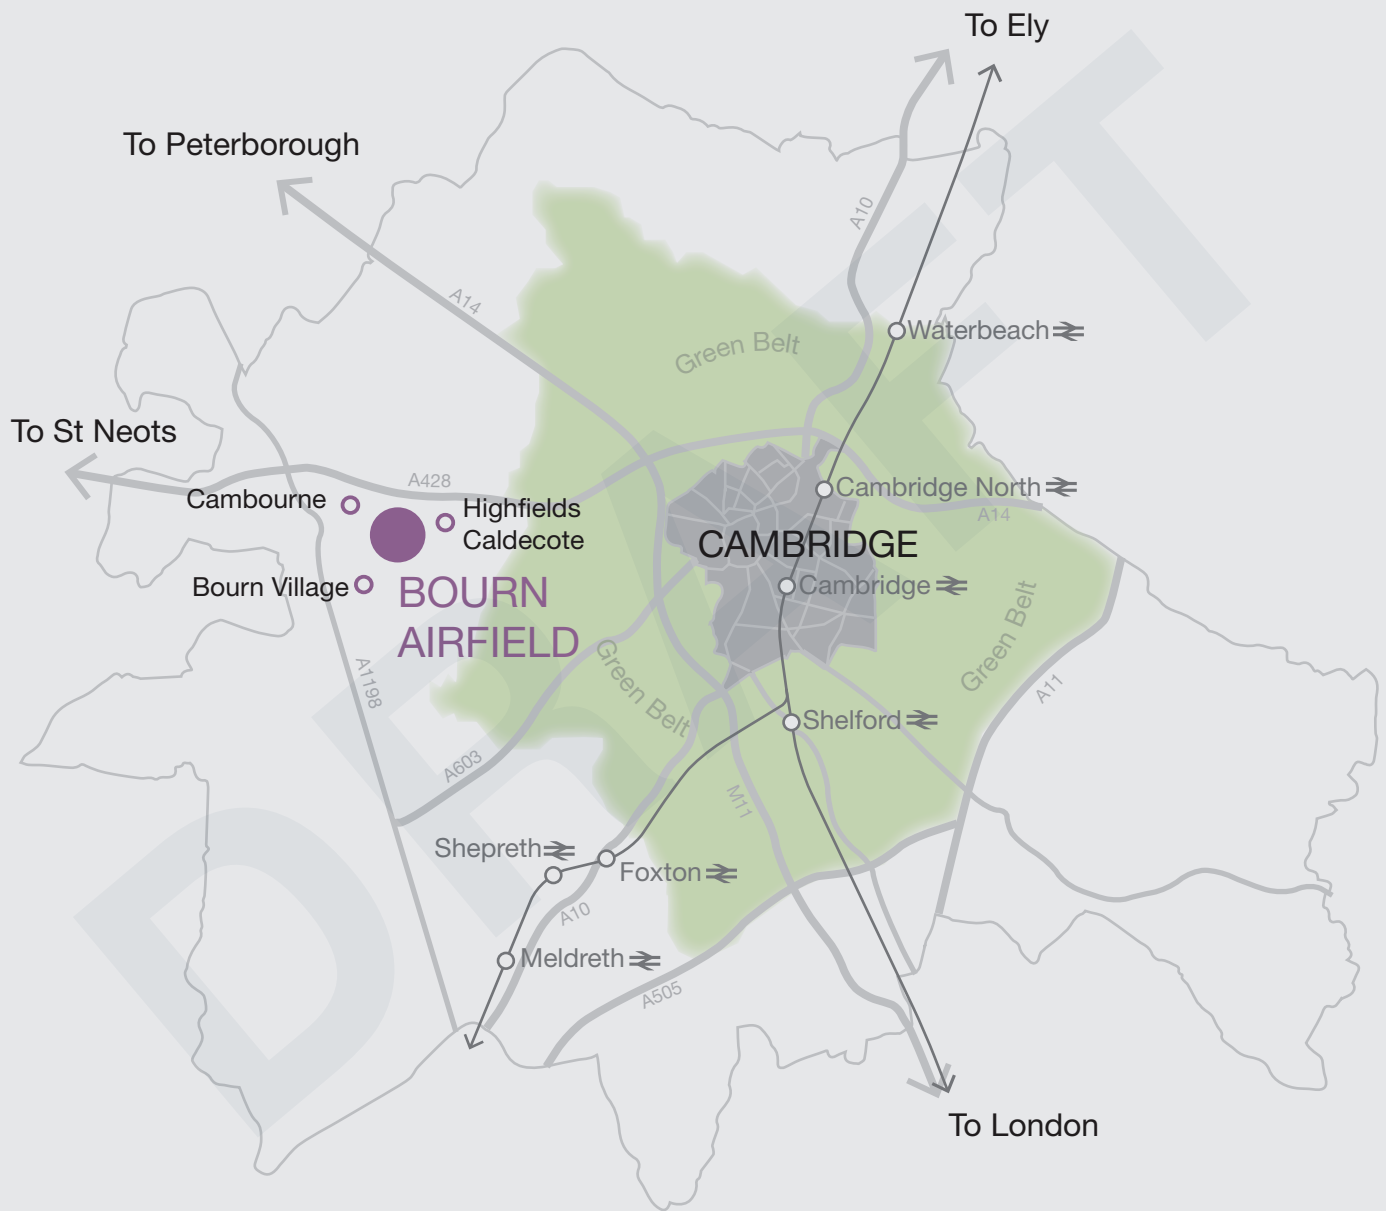 To Ely
To Peterborough
A10
A14
Green Belt
Waterbeach
To St Neots
A428
Cambourne
Highfields
Caldecote
Cambridge North
A14
CAMBRIDGE
Bourn Village
BOURN
AIRFIELD
Cambridge
Green Belt
Green Belt
A1198
A11
Shelford
A603
M11
Shepreth
Foxton
A10
Meldreth
A505
To London
DRAFT